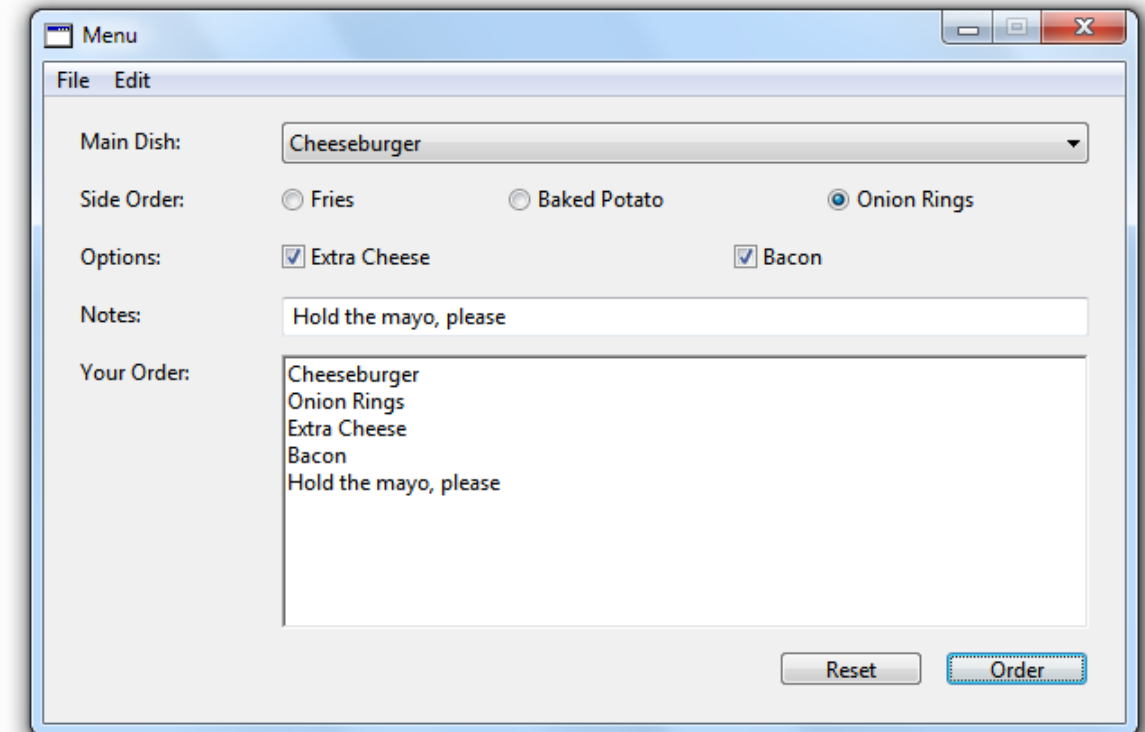 Menu
File Edit
Main Dish: Cheeseburger
Side Order: Fries Baked Potato Onion Rings
Options: Extra Cheese Bacon
Notes: Hold the mayo, please
Your Order: Cheeseburger
Onion Rings
Extra Cheese
Bacon
Hold the mayo, please
Reset Order